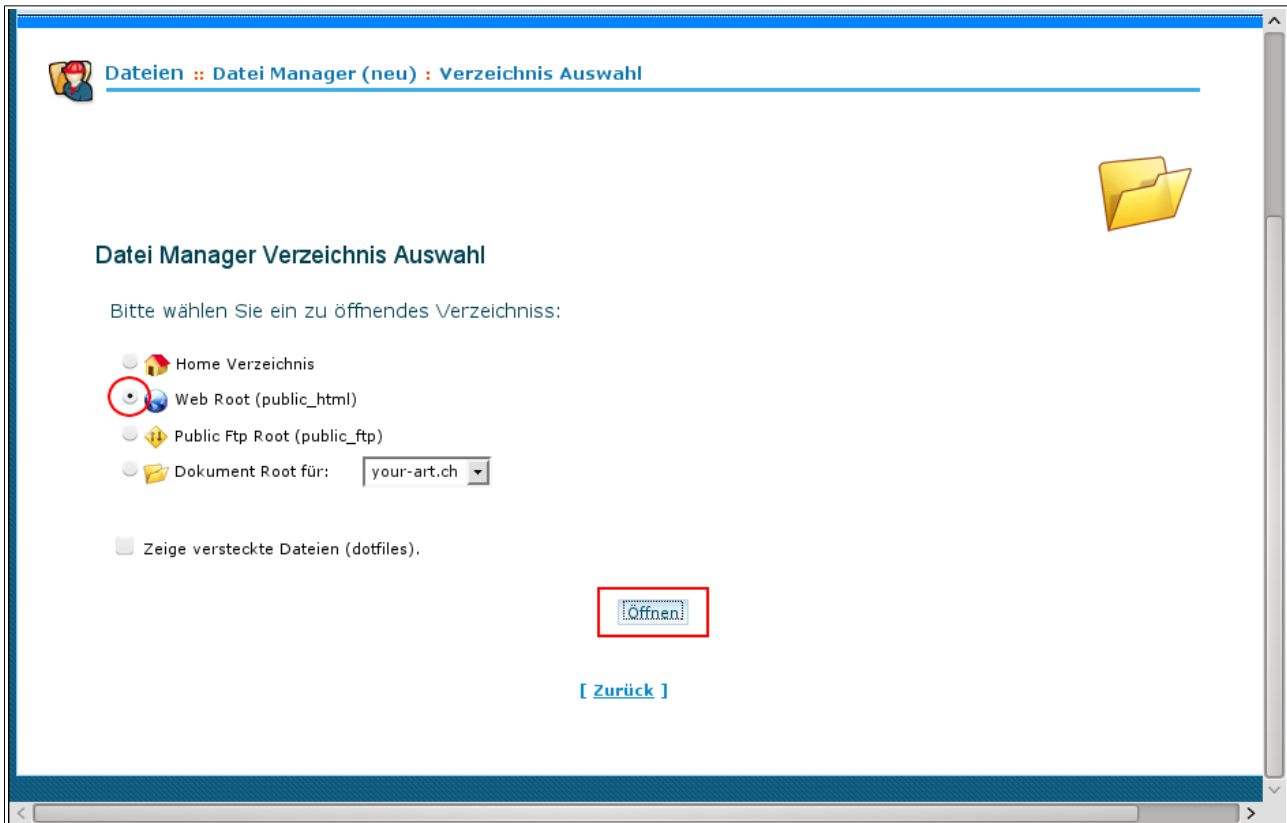 Dateien :: Datei Manager (neu) : Verzeichnis Auswahl
Datei Manager Verzeichnis Auswahl
Bitte wählen Sie ein zu öffnendes Verzeichniss:
Home Verzeichnis
Web Root (public_html)
Public Ftp Root (public_ftp)
Dokument Root für: your-art.ch
Zeige versteckte Dateien (dotfiles).
Öffnen
[ Zurück ]